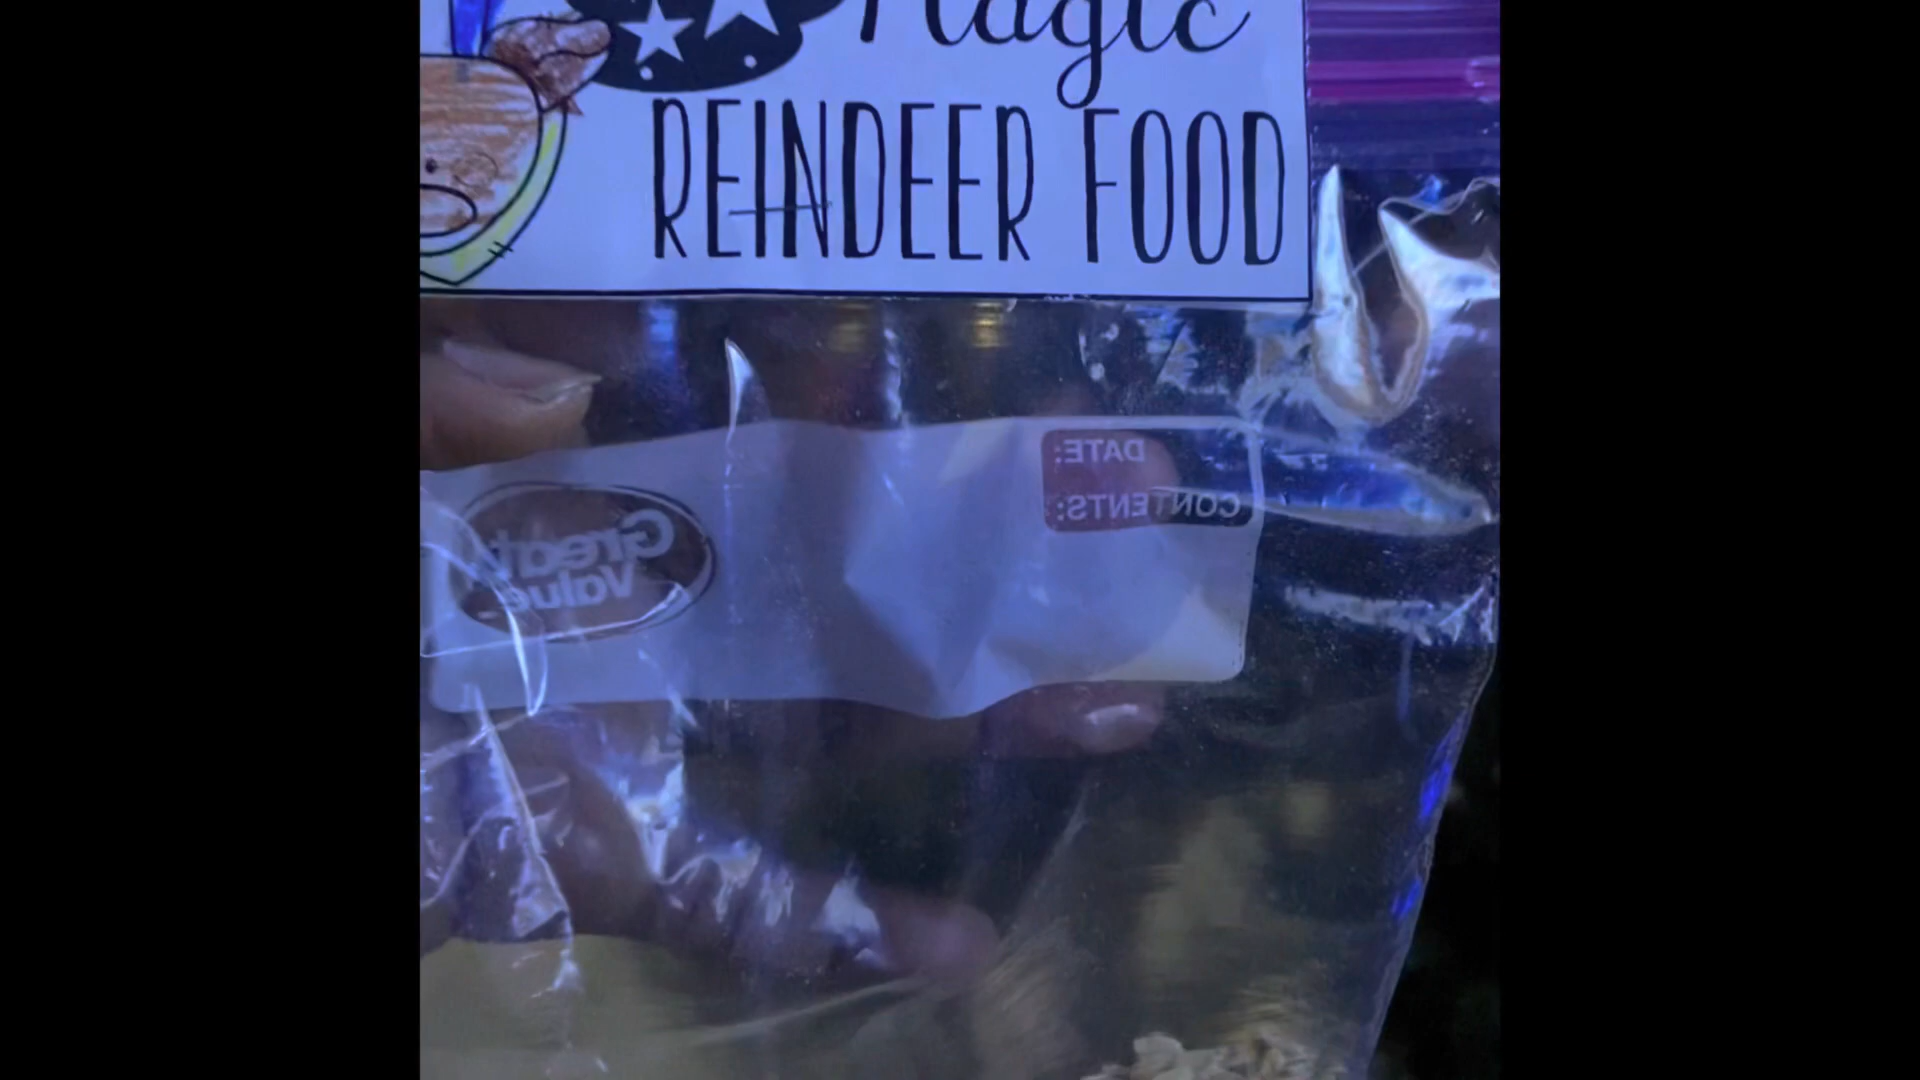 Magic
REINDEER FOOD
DATE:
CONTENTS:
Great
Value